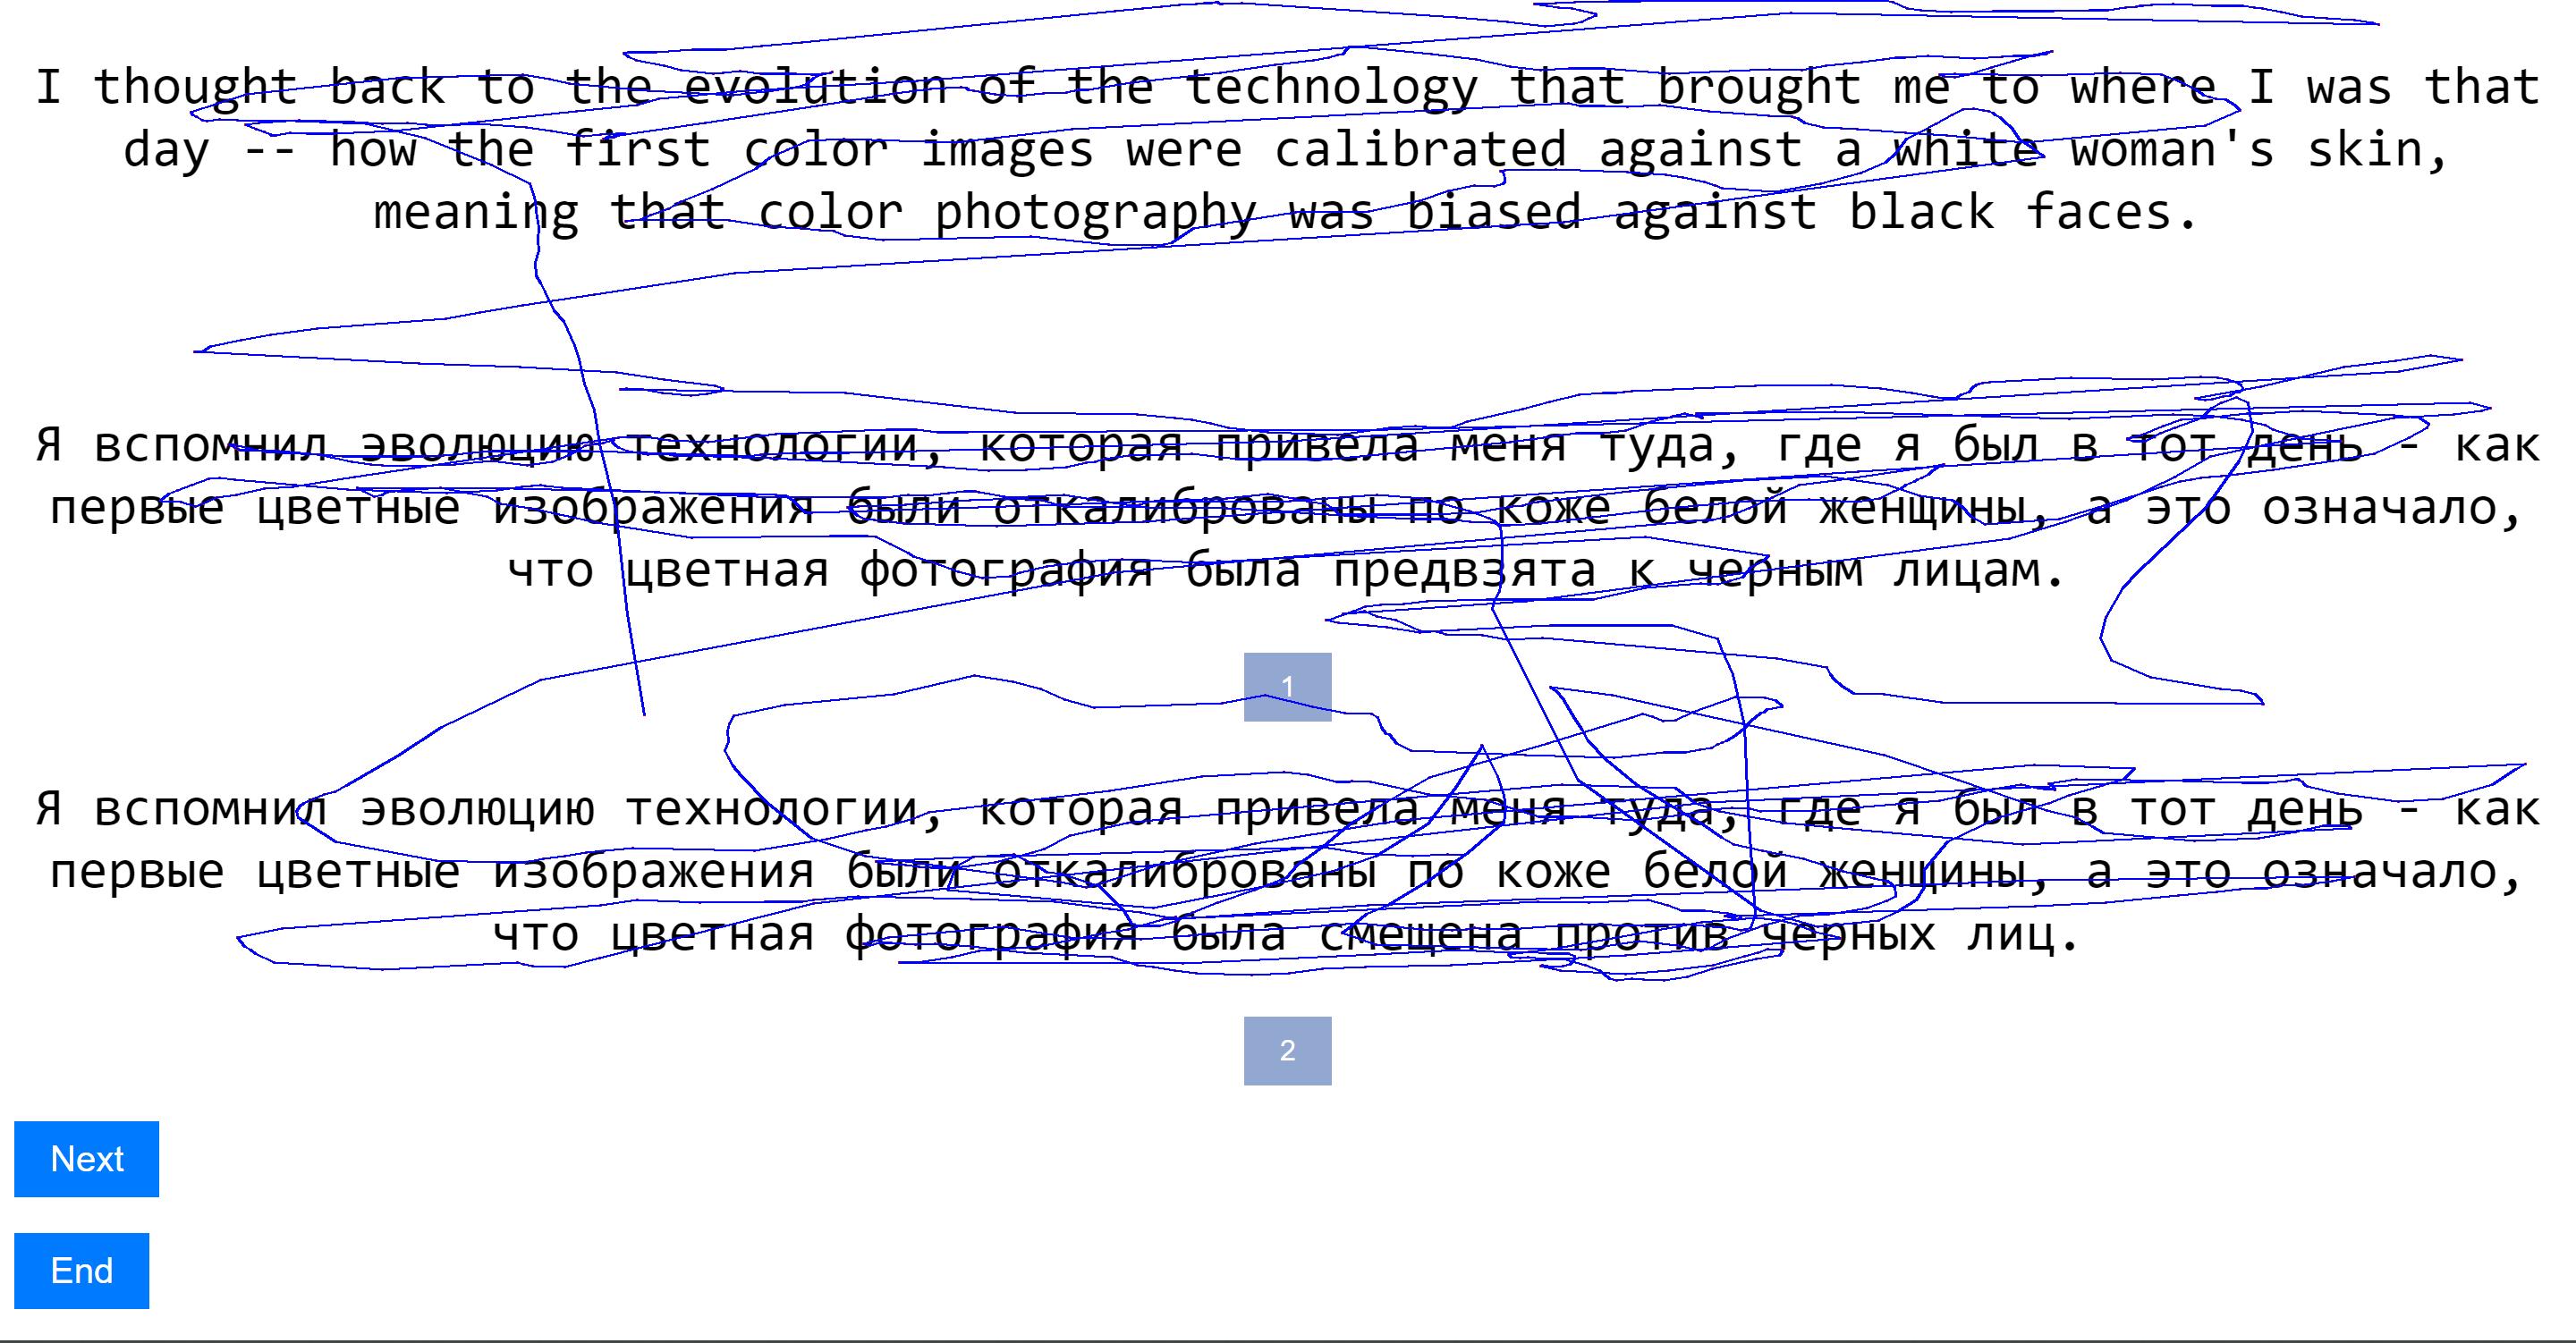 I thought back to the evolution of the technology that brought me to where I was that
day -- how the first color images were calibrated against a white woman's skin,
meaning that color photography was biased against black faces.
Я вспомнил эволюцию технологии, которая привела меня туда, где я был в тот день - как
первые цветные изображения были откалиброваны по коже белой женщины, а это означало,
что цветная фотография была предвзята к черным лицам.
1
Я вспомнил эволюцию технологии, которая привела меня туда, где я был в тот день - как
первые цветные изображения были откалиброваны по коже белой женщины, а это означало,
что цветная фотография была смещена против черных лиц.
2
Next
End